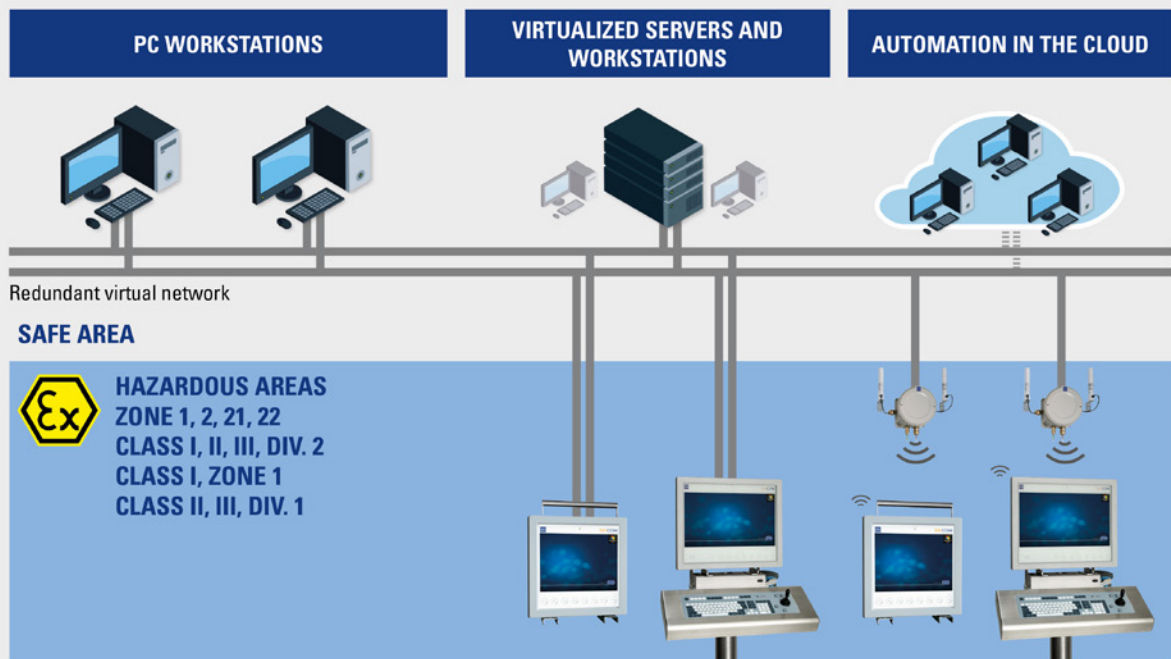 PC WORKSTATIONS
VIRTUALIZED SERVERS AND
WORKSTATIONS
AUTOMATION IN THE CLOUD
Redundant virtual network
SAFE AREA
Ex
HAZARDOUS AREAS
ZONE 1, 2, 21, 22
CLASS I, II, III, DIV. 2
CLASS I, ZONE 1
CLASS II, III, DIV. 1